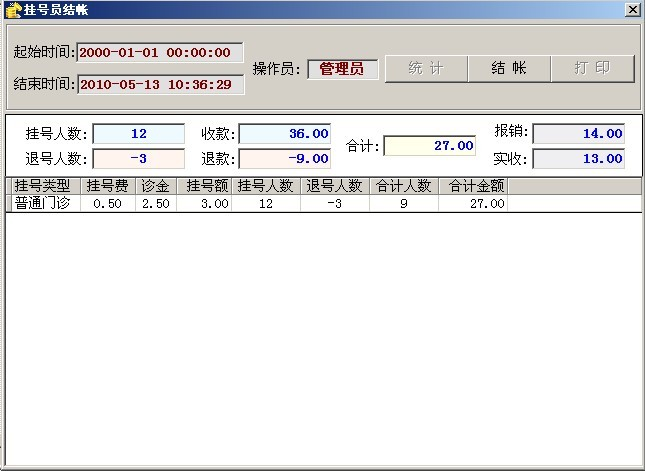 挂号员结帐
起始时间: 2000-01-01 00:00:00
结束时间: 2010-05-13 10:36:29
操作员: 管理员 统 计 结 帐 打 印
挂号人数: 12 收款: 36.00 合计: 27.00 报销: 14.00
退号人数: -3 退款: -9.00 实收: 13.00
挂号类型 挂号费 诊金 挂号额 挂号人数 退号人数 合计人数 合计金额
普通门诊 0.50 2.50 3.00 12 -3 9 27.00